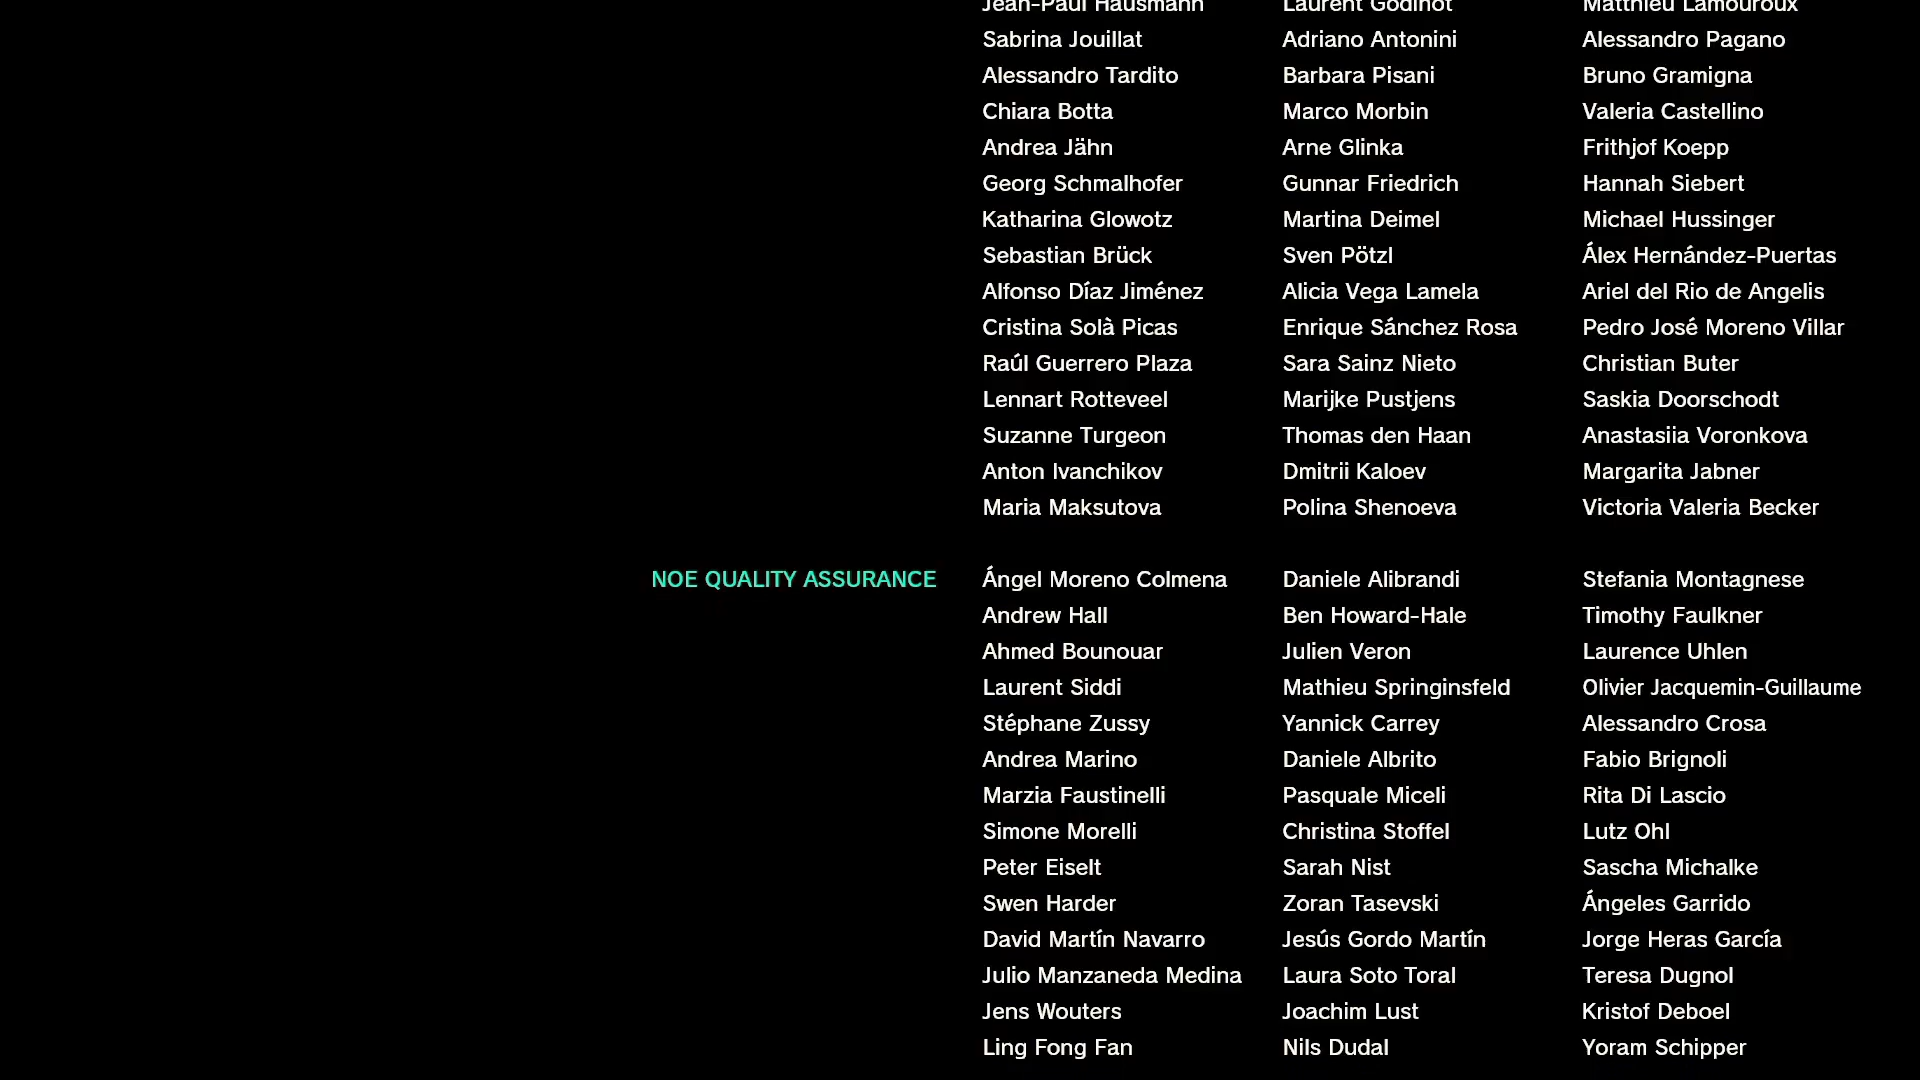 Jean-Paul Hausmann Laurent Godinot Matthieu Lamouroux
Sabrina Jouillat Adriano Antonini Alessandro Pagano
Alessandro Tardito Barbara Pisani Bruno Gramigna
Chiara Botta Marco Morbin Valeria Castellino
Andrea Jähn Arne Glinka Frithjof Koepp
Georg Schmalhofer Gunnar Friedrich Hannah Siebert
Katharina Glowotz Martina Deimel Michael Hussinger
Sebastian Brück Sven Pötzl Álex Hernández-Puertas
Alfonso Díaz Jiménez Alicia Vega Lamela Ariel del Rio de Angelis
Cristina Solà Picas Enrique Sánchez Rosa Pedro José Moreno Villar
Raúl Guerrero Plaza Sara Sainz Nieto Christian Buter
Lennart Rotteveel Marijke Pustjens Saskia Doorschodt
Suzanne Turgeon Thomas den Haan Anastasiia Voronkova
Anton Ivanchikov Dmitrii Kaloev Margarita Jabner
Maria Maksutova Polina Shenoeva Victoria Valeria Becker
NOE QUALITY ASSURANCE Ángel Moreno Colmena Daniele Alibrandi Stefania Montagnese
Andrew Hall Ben Howard-Hale Timothy Faulkner
Ahmed Bounouar Julien Veron Laurence Uhlen
Laurent Siddi Mathieu Springinsfeld Olivier Jacquemin-Guillaume
Stéphane Zussy Yannick Carrey Alessandro Crosa
Andrea Marino Daniele Albrito Fabio Brignoli
Marzia Faustinelli Pasquale Miceli Rita Di Lascio
Simone Morelli Christina Stoffel Lutz Ohl
Peter Eiselt Sarah Nist Sascha Michalke
Swen Harder Zoran Tasevski Ángeles Garrido
David Martín Navarro Jesús Gordo Martín Jorge Heras García
Julio Manzaneda Medina Laura Soto Toral Teresa Dugnol
Jens Wouters Joachim Lust Kristof Deboel
Ling Fong Fan Nils Dudal Yoram Schipper